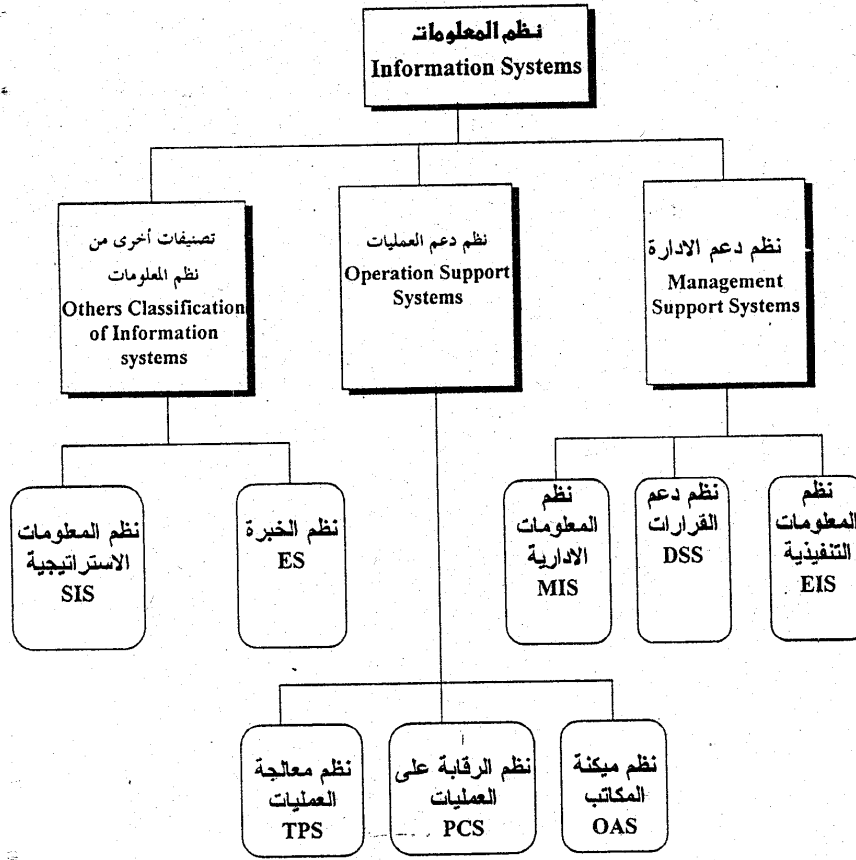 نظم المعلومات
Information Systems
نظم دعم الادارة
Management
Support Systems
نظم دعم العمليات
Operation Support
Systems
تصنيفات أخرى من
نظم المعلومات
Others Classification
of Information
systems
نظم
المعلومات
التنفيذية
EIS
نظم دعم
القرارات
DSS
نظم
المعلومات
الادارية
MIS
نظم الخبرة
ES
نظم المعلومات
الاستراتيجية
SIS
نظم ميكنة
المكاتب
OAS
نظم الرقابة على
العمليات
PCS
نظم معالجة
العمليات
TPS